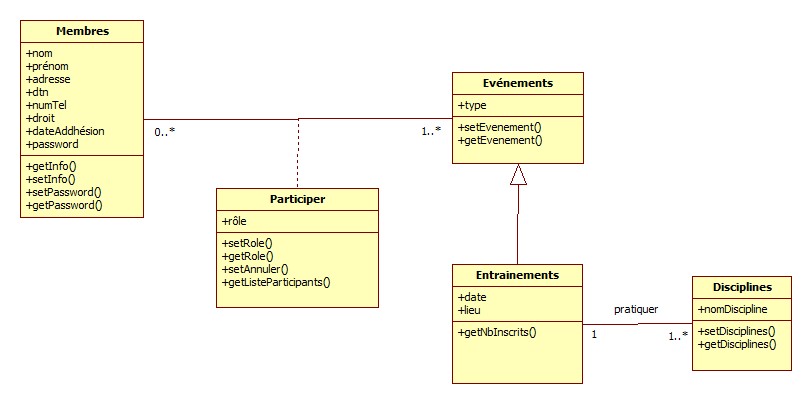 Membres
+nom
+prénom
+adresse
+dtn
+numTel
+droit
+dateAddhésion
+password
+getInfo()
+setInfo()
+setPassword()
+getPassword()
0..*
1..*
Evénements
+type
+setEvenement()
+getEvenement()
Participer
+rôle
+setRole()
+getRole()
+setAnnuler()
+getListeParticipants()
Entrainements
+date
+lieu
+getNbInscrits()
pratiquer
1
1..*
Disciplines
+nomDiscipline
+setDisciplines()
+getDisciplines()